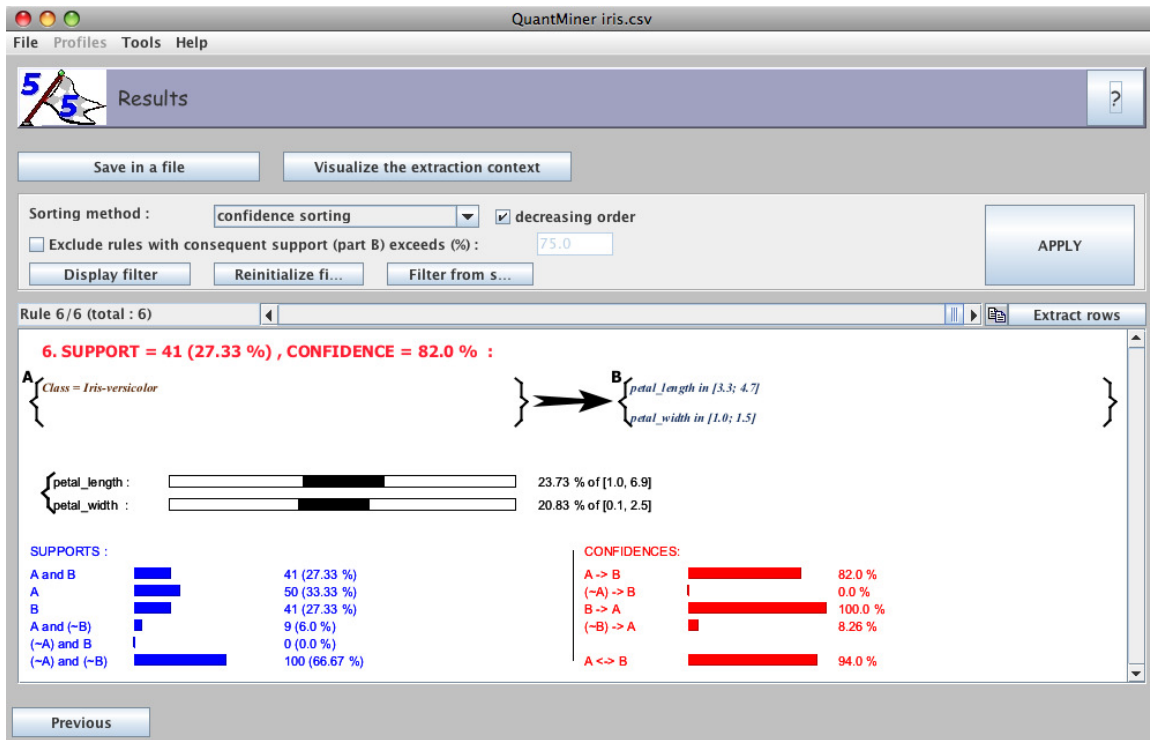 QuantMiner iris.csv
File Profiles Tools Help
5 5 Results ?
Save in a file Visualize the extraction context
Sorting method : confidence sorting decreasing order
Exclude rules with consequent support (part B) exceeds (%) : 75.0
APPLY
Display filter Reinitialize fi... Filter from s...
Rule 6/6 (total : 6) Extract rows
6. SUPPORT = 41 (27.33 %) , CONFIDENCE = 82.0 % :
A Class = Iris-versicolor B petal_length in [3.3; 4.7]
petal_width in [1.0; 1.5]
petal_length : 23.73 % of [1.0, 6.9]
petal_width : 20.83 % of [0.1, 2.5]
SUPPORTS : CONFIDENCES:
A and B 41 (27.33 %) A -> B 82.0 %
A 50 (33.33 %) (~A) -> B 0.0 %
B 41 (27.33 %) B -> A 100.0 %
A and (~B) 9 (6.0 %) (~B) -> A 8.26 %
(~A) and B 0 (0.0 %)
(~A) and (~B) 100 (66.67 %) A <-> B 94.0 %
Previous